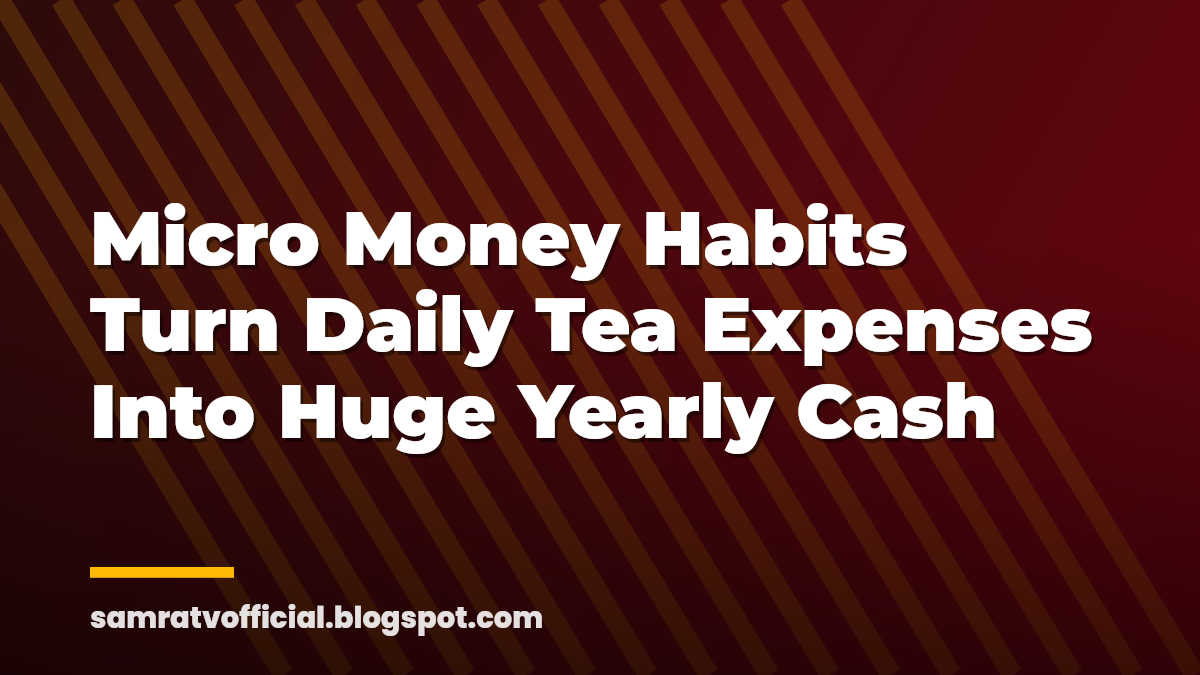 Micro Money Habits
Turn Daily Tea Expenses
Into Huge Yearly Cash
samratvofficial.blogspot.com